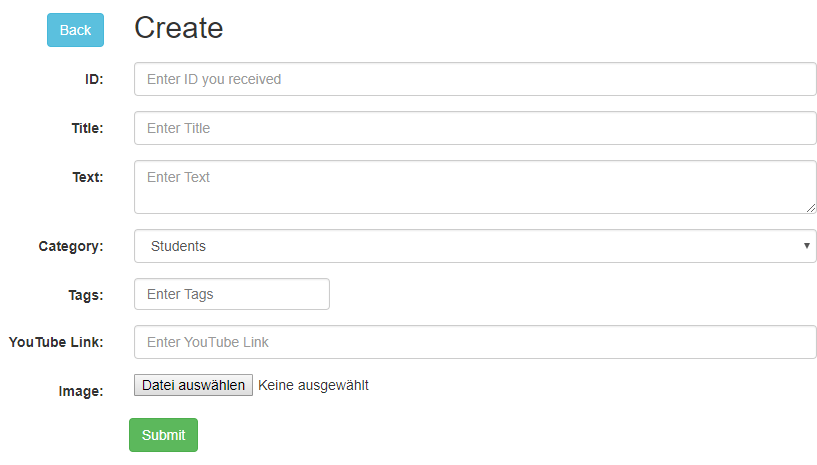 Back Create
ID: Enter ID you received
Title: Enter Title
Text: Enter Text
Category: Students
Tags: Enter Tags
YouTube Link: Enter YouTube Link
Image: Datei auswählen Keine ausgewählt
Submit